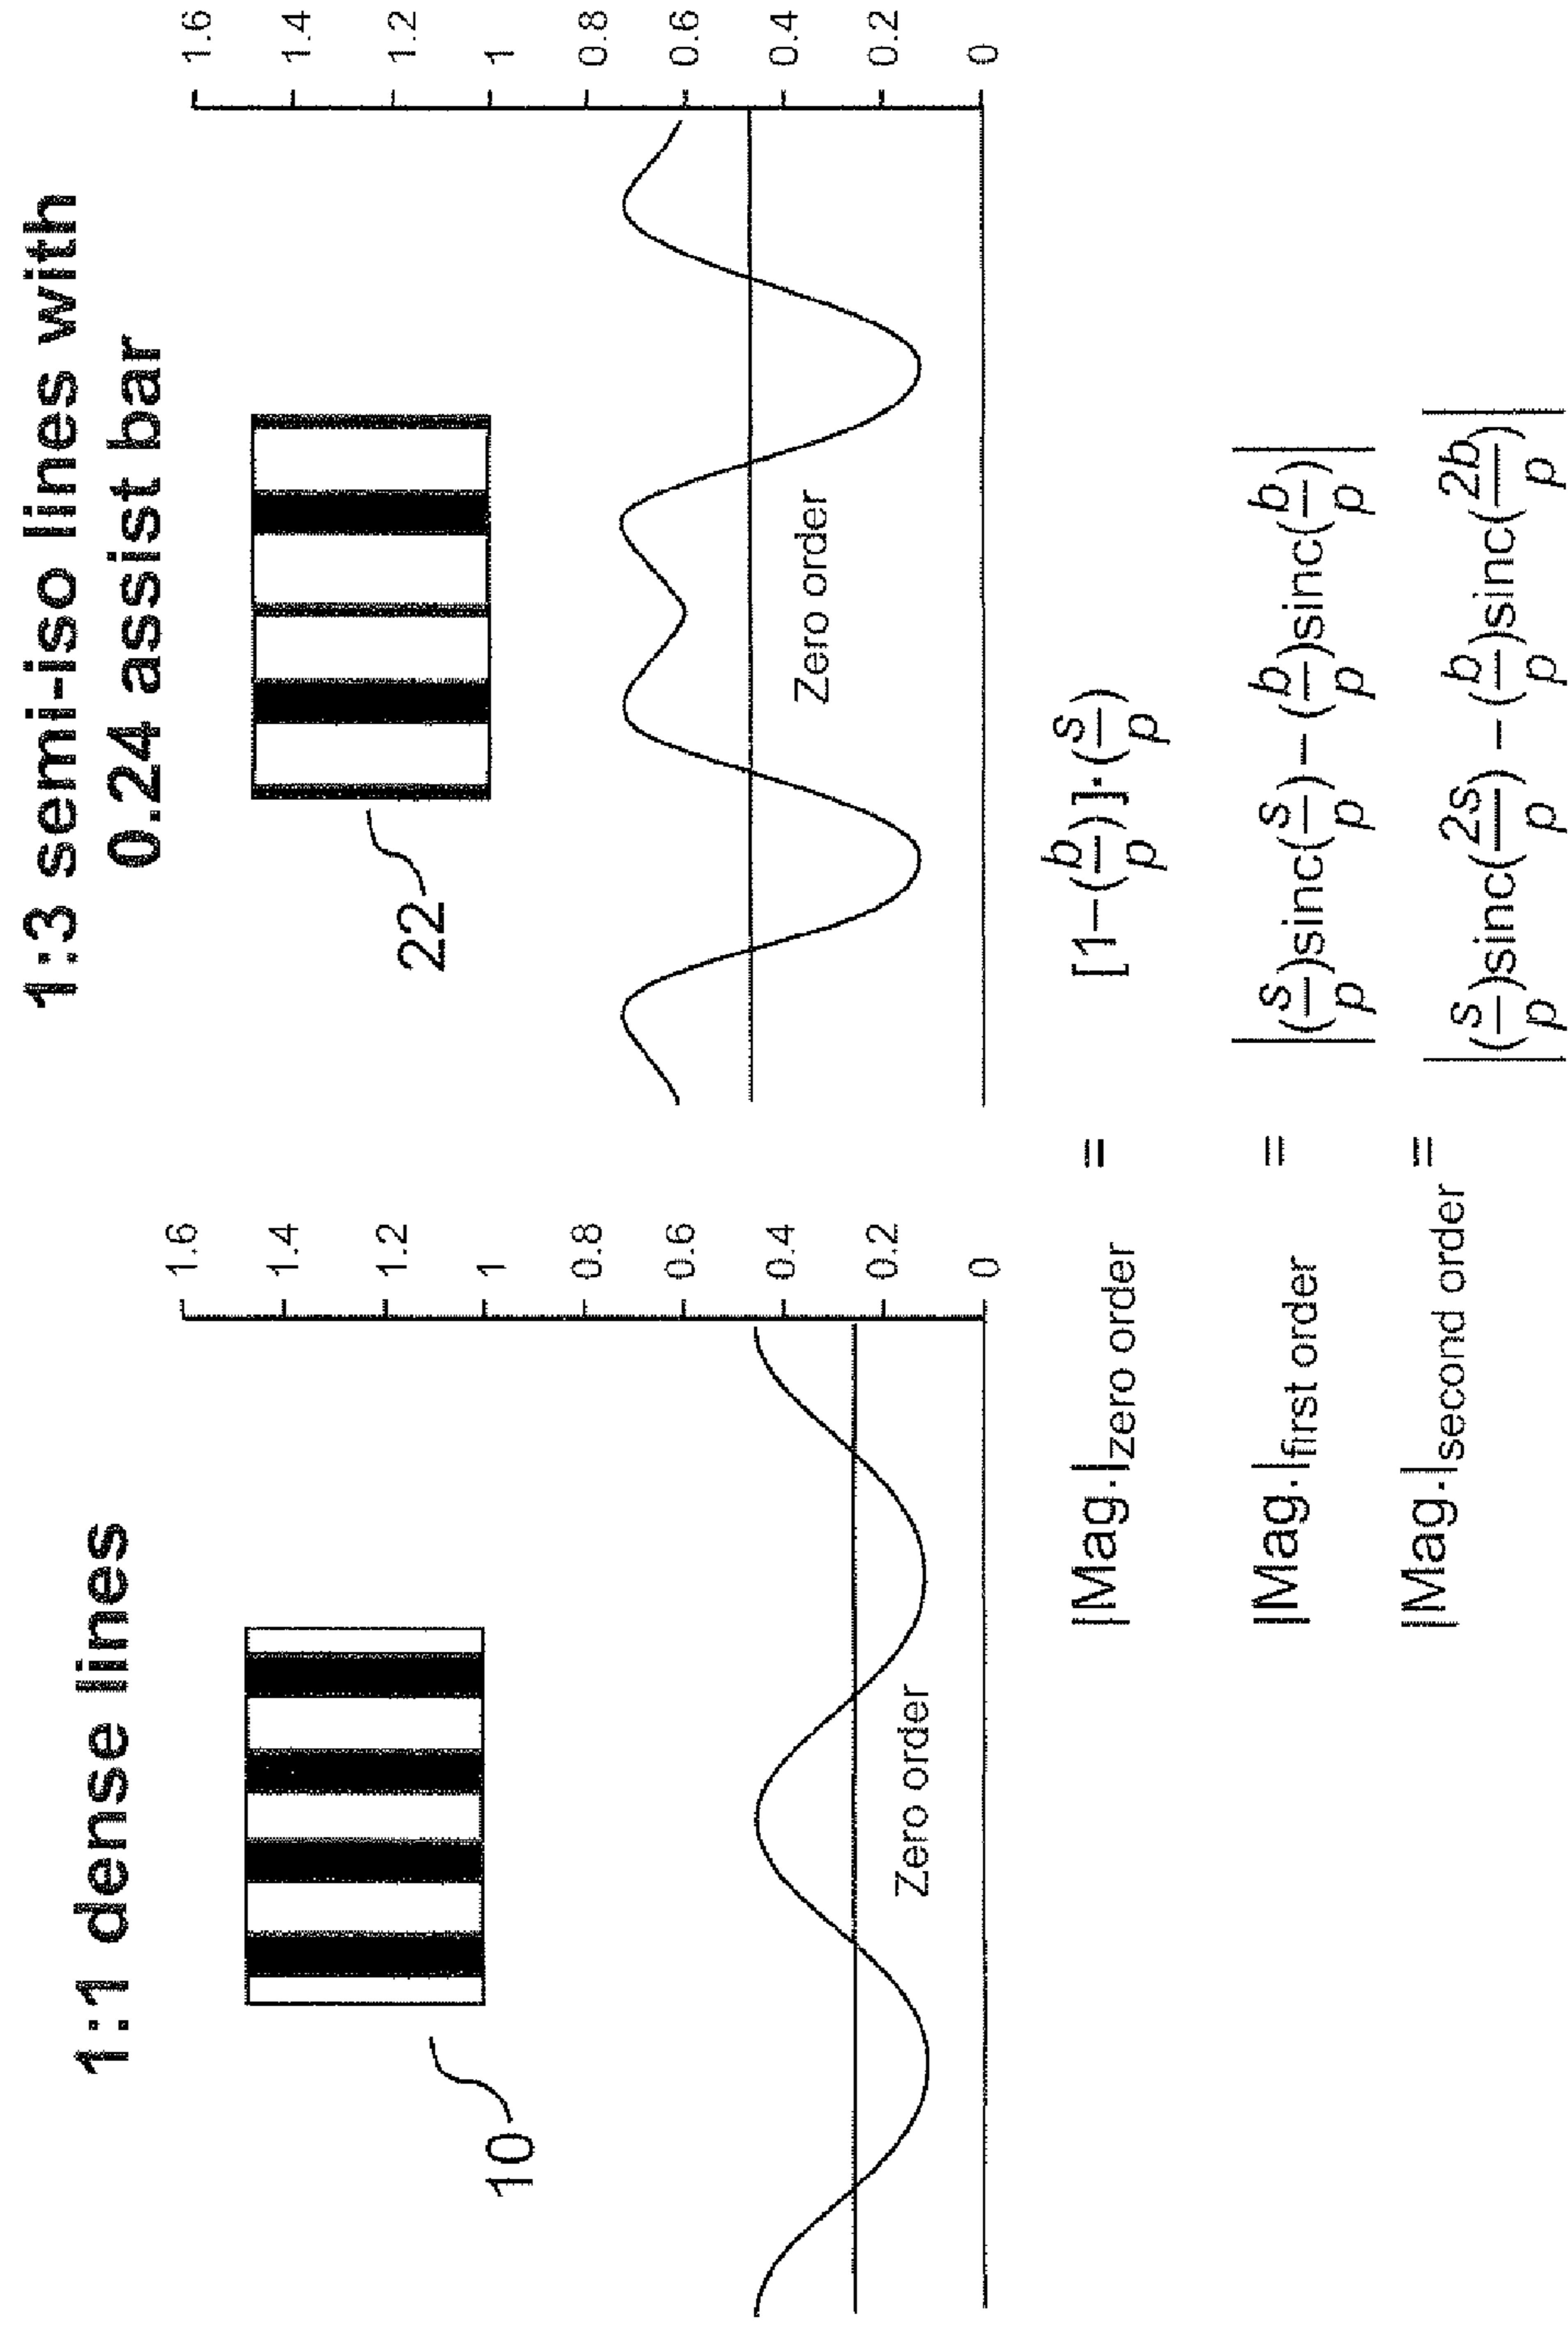 1:1 dense lines
10
1.6
1.4
1.2
1
0.8
0.6
0.4
0.2
0
Zero order
1:3 semi-iso lines with
0.24 assist bar
22
1.6
1.4
1.2
1
0.8
0.6
0.4
0.2
0
Zero order
|Mag.|zero order = [1–(b/p)]·(s/p)
|Mag.|first order = |(s/p)sinc(s/p) – (b/p)sinc(b/p)|
|Mag.|second order = |(s/p)sinc(2s/p) – (b/p)sinc(2b/p)|